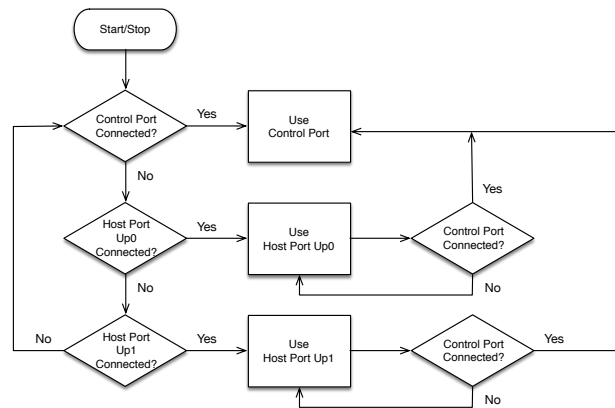 Start/Stop
Control Port
Connected?
Yes
Use
Control Port
No
Yes
Host Port
Up0
Connected?
Yes
Use
Host Port Up0
Control Port
Connected?
No
No
No
Host Port
Up1
Connected?
Yes
Use
Host Port Up1
Control Port
Connected?
Yes
No